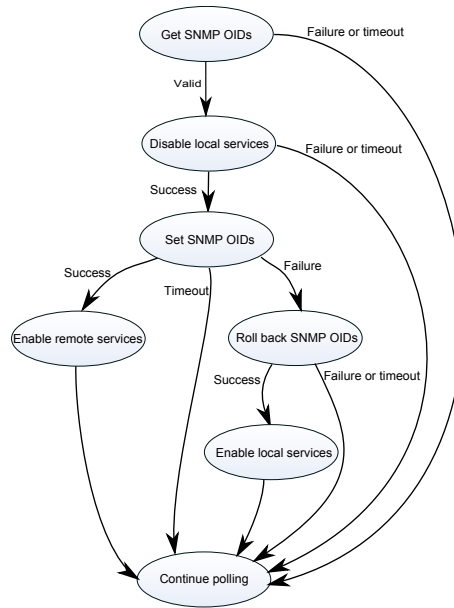 Get SNMP OIDs
Failure or timeout
Valid
Disable local services
Failure or timeout
Success
Set SNMP OIDs
Success
Timeout
Failure
Enable remote services
Roll back SNMP OIDs
Success
Failure or timeout
Enable local services
Continue polling